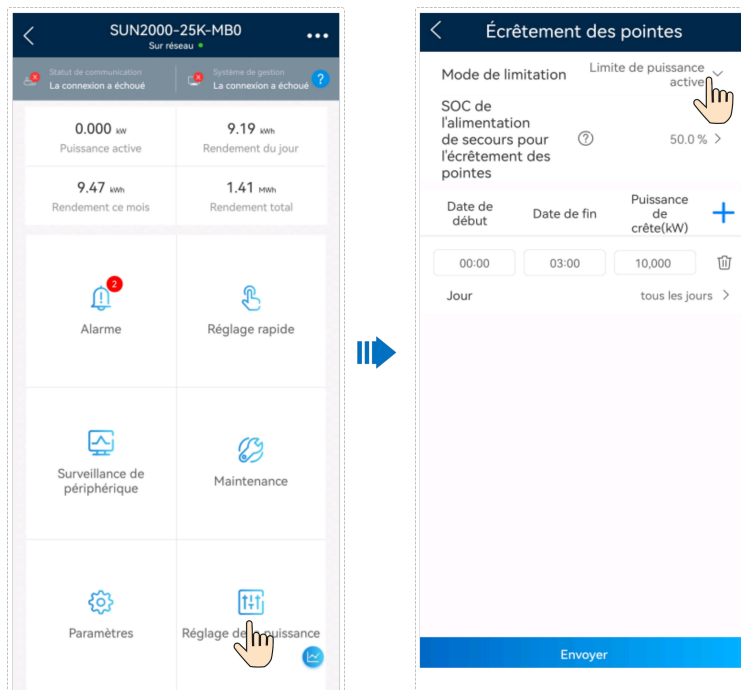 SUN2000-25K-MB0
Sur réseau
Statut de communication
La connexion a échoué
Système de gestion
La connexion a échoué
?
0.000 kW
Puissance active
9.19 kWh
Rendement du jour
9.47 kWh
Rendement ce mois
1.41 MWh
Rendement total
2
Alarme
Réglage rapide
Surveillance de
périphérique
Maintenance
Paramètres
Réglage de puissance
Écrêtement des pointes
Mode de limitation
Limite de puissance
active
SOC de
l'alimentation
de secours pour
l'écrêtement des
pointes
?
50.0 %
Date de
début
Date de fin
Puissance
de
crête(kW)
00:00
03:00
10,000
Jour
tous les jours
Envoyer